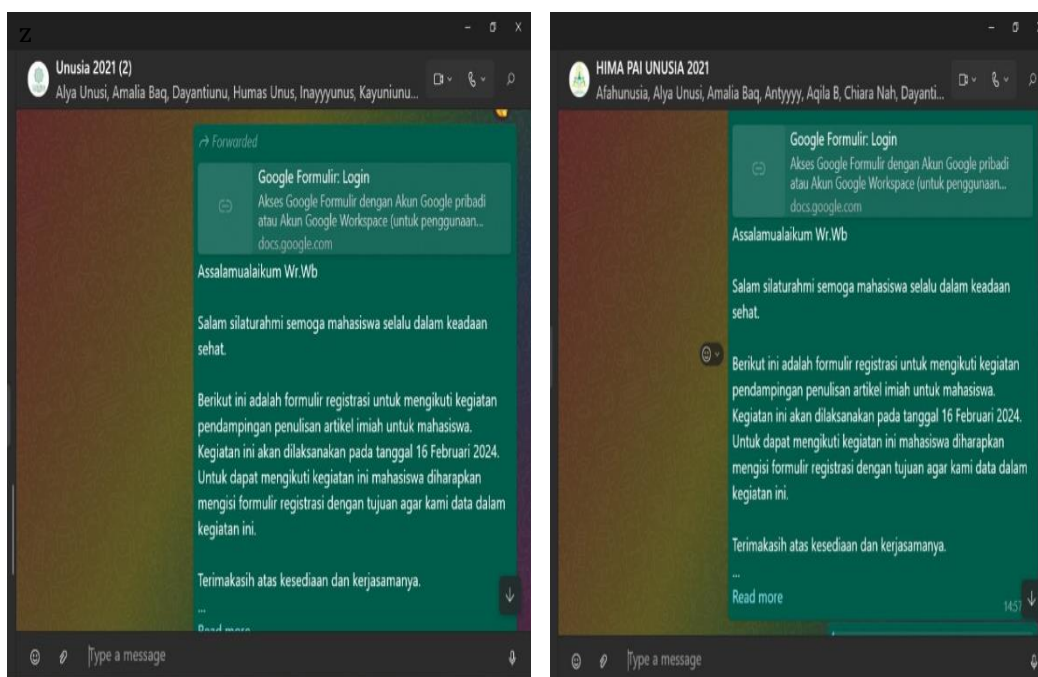 z
Unusia 2021 (2)
Alya Unusi, Amalia Baq, Dayantiunu, Humas Unus, Inayyyunus, Kayuniunu...
Forwarded
Google Formulir: Login
Akses Google Formulir dengan Akun Google pribadi
atau Akun Google Workspace (untuk penggunaan...
docs.google.com
Assalamualaikum Wr.Wb
Salam silaturahmi semoga mahasiswa selalu dalam keadaan
sehat.
Berikut ini adalah formulir registrasi untuk mengikuti kegiatan
pendampingan penulisan artikel imiah untuk mahasiswa.
Kegiatan ini akan dilaksanakan pada tanggal 16 Februari 2024.
Untuk dapat mengikuti kegiatan ini mahasiswa diharapkan
mengisi formulir registrasi dengan tujuan agar kami data dalam
kegiatan ini.
Terimakasih atas kesediaan dan kerjasamanya.
...
Read more
Type a message
HIMA PAI UNUSIA 2021
Afahunusia, Alya Unusi, Amalia Baq, Antyyyy, Aqila B, Chiara Nah, Dayanti...
Google Formulir: Login
Akses Google Formulir dengan Akun Google pribadi
atau Akun Google Workspace (untuk penggunaan...
docs.google.com
Assalamualaikum Wr.Wb
Salam silaturahmi semoga mahasiswa selalu dalam keadaan
sehat.
Berikut ini adalah formulir registrasi untuk mengikuti kegiatan
pendampingan penulisan artikel imiah untuk mahasiswa.
Kegiatan ini akan dilaksanakan pada tanggal 16 Februari 2024.
Untuk dapat mengikuti kegiatan ini mahasiswa diharapkan
mengisi formulir registrasi dengan tujuan agar kami data dalam
kegiatan ini.
Terimakasih atas kesediaan dan kerjasamanya.
...
Read more
14:57
Type a message